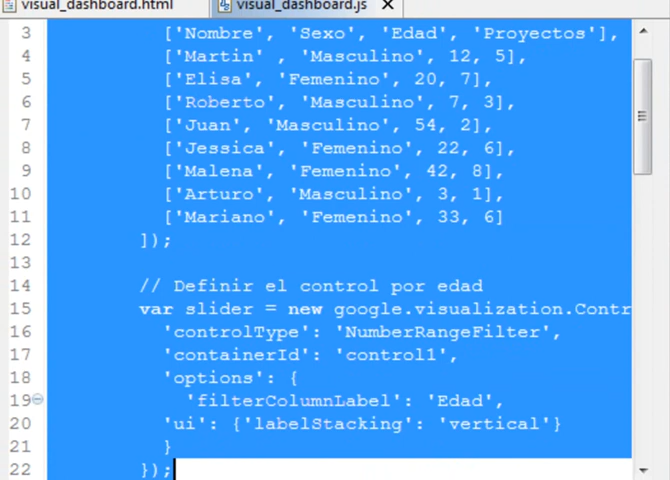 visual_dashboard.html visual_dashboard.js
3 ['Nombre', 'Sexo', 'Edad', 'Proyectos'],
4 ['Martin' , 'Masculino', 12, 5],
5 ['Elisa', 'Femenino', 20, 7],
6 ['Roberto', 'Masculino', 7, 3],
7 ['Juan', 'Masculino', 54, 2],
8 ['Jessica', 'Femenino', 22, 6],
9 ['Malena', 'Femenino', 42, 8],
10 ['Arturo', 'Masculino', 3, 1],
11 ['Mariano', 'Femenino', 33, 6]
12 ]);
13
14 // Definir el control por edad
15 var slider = new google.visualization.Contr
16 'controlType': 'NumberRangeFilter',
17 'containerId': 'control1',
18 'options': {
19 'filterColumnLabel': 'Edad',
20 'ui': {'labelStacking': 'vertical'}
21 }
22 });